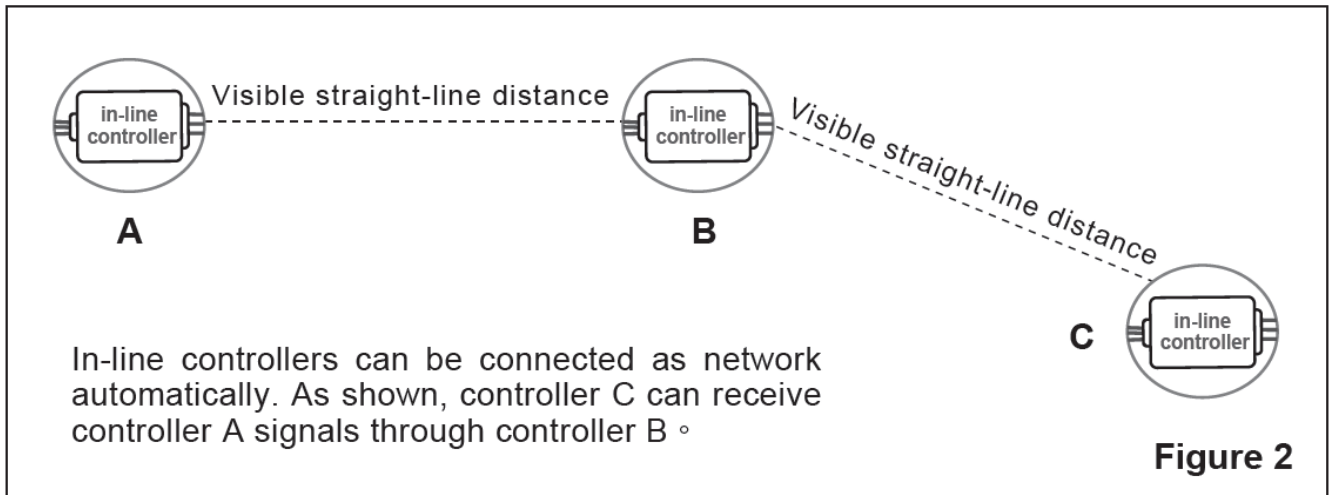 in-line
controller
Visible straight-line distance
in-line
controller
Visible straight-line distance
A
B
in-line
controller
C
In-line controllers can be connected as network
automatically. As shown, controller C can receive
controller A signals through controller B 。
Figure 2